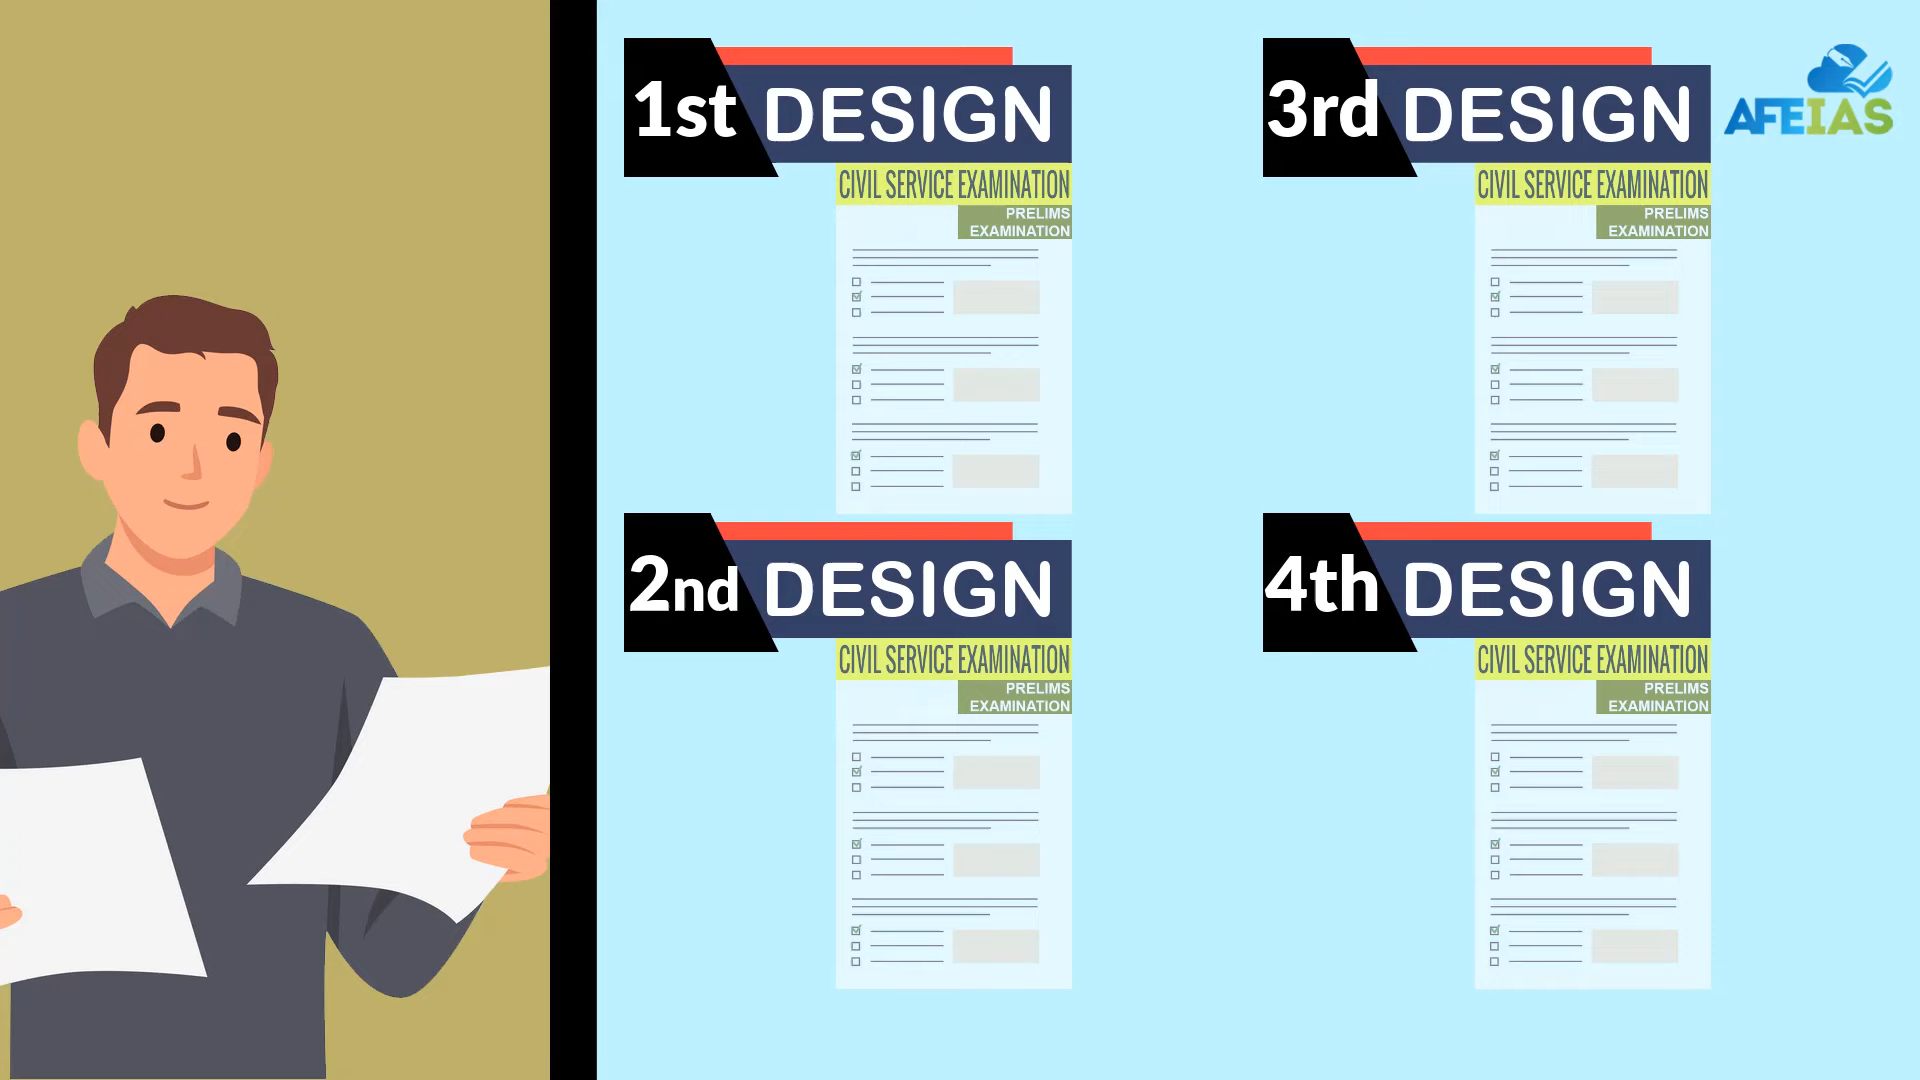 1st DESIGN
CIVIL SERVICE EXAMINATION
PRELIMS
EXAMINATION
2nd DESIGN
CIVIL SERVICE EXAMINATION
PRELIMS
EXAMINATION
3rd DESIGN
CIVIL SERVICE EXAMINATION
PRELIMS
EXAMINATION
4th DESIGN
CIVIL SERVICE EXAMINATION
PRELIMS
EXAMINATION
AFEIAS